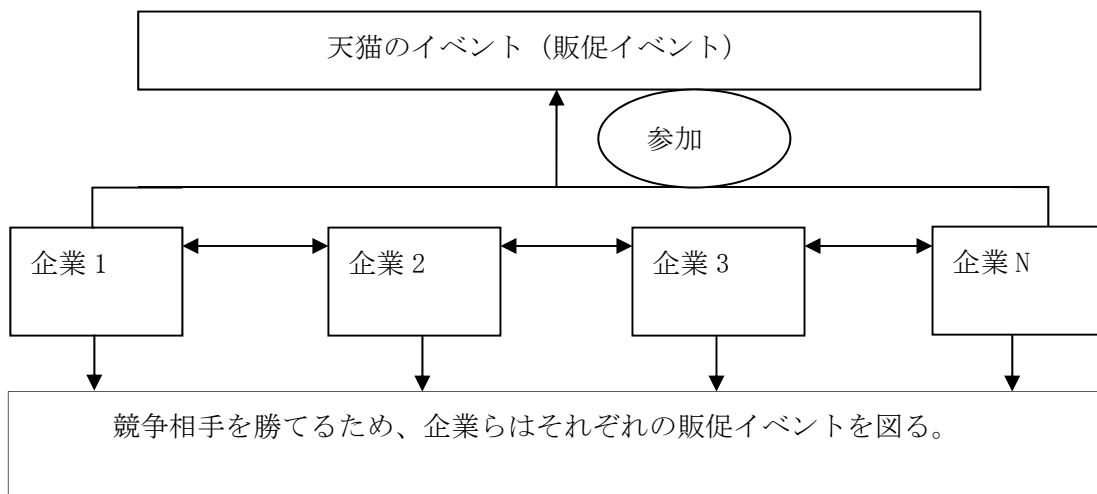 天猫のイベント（販促イベント）
参加
企業 1
企業 2
企業 3
企業 N
競争相手を勝てるため、企業らはそれぞれの販促イベントを図る。